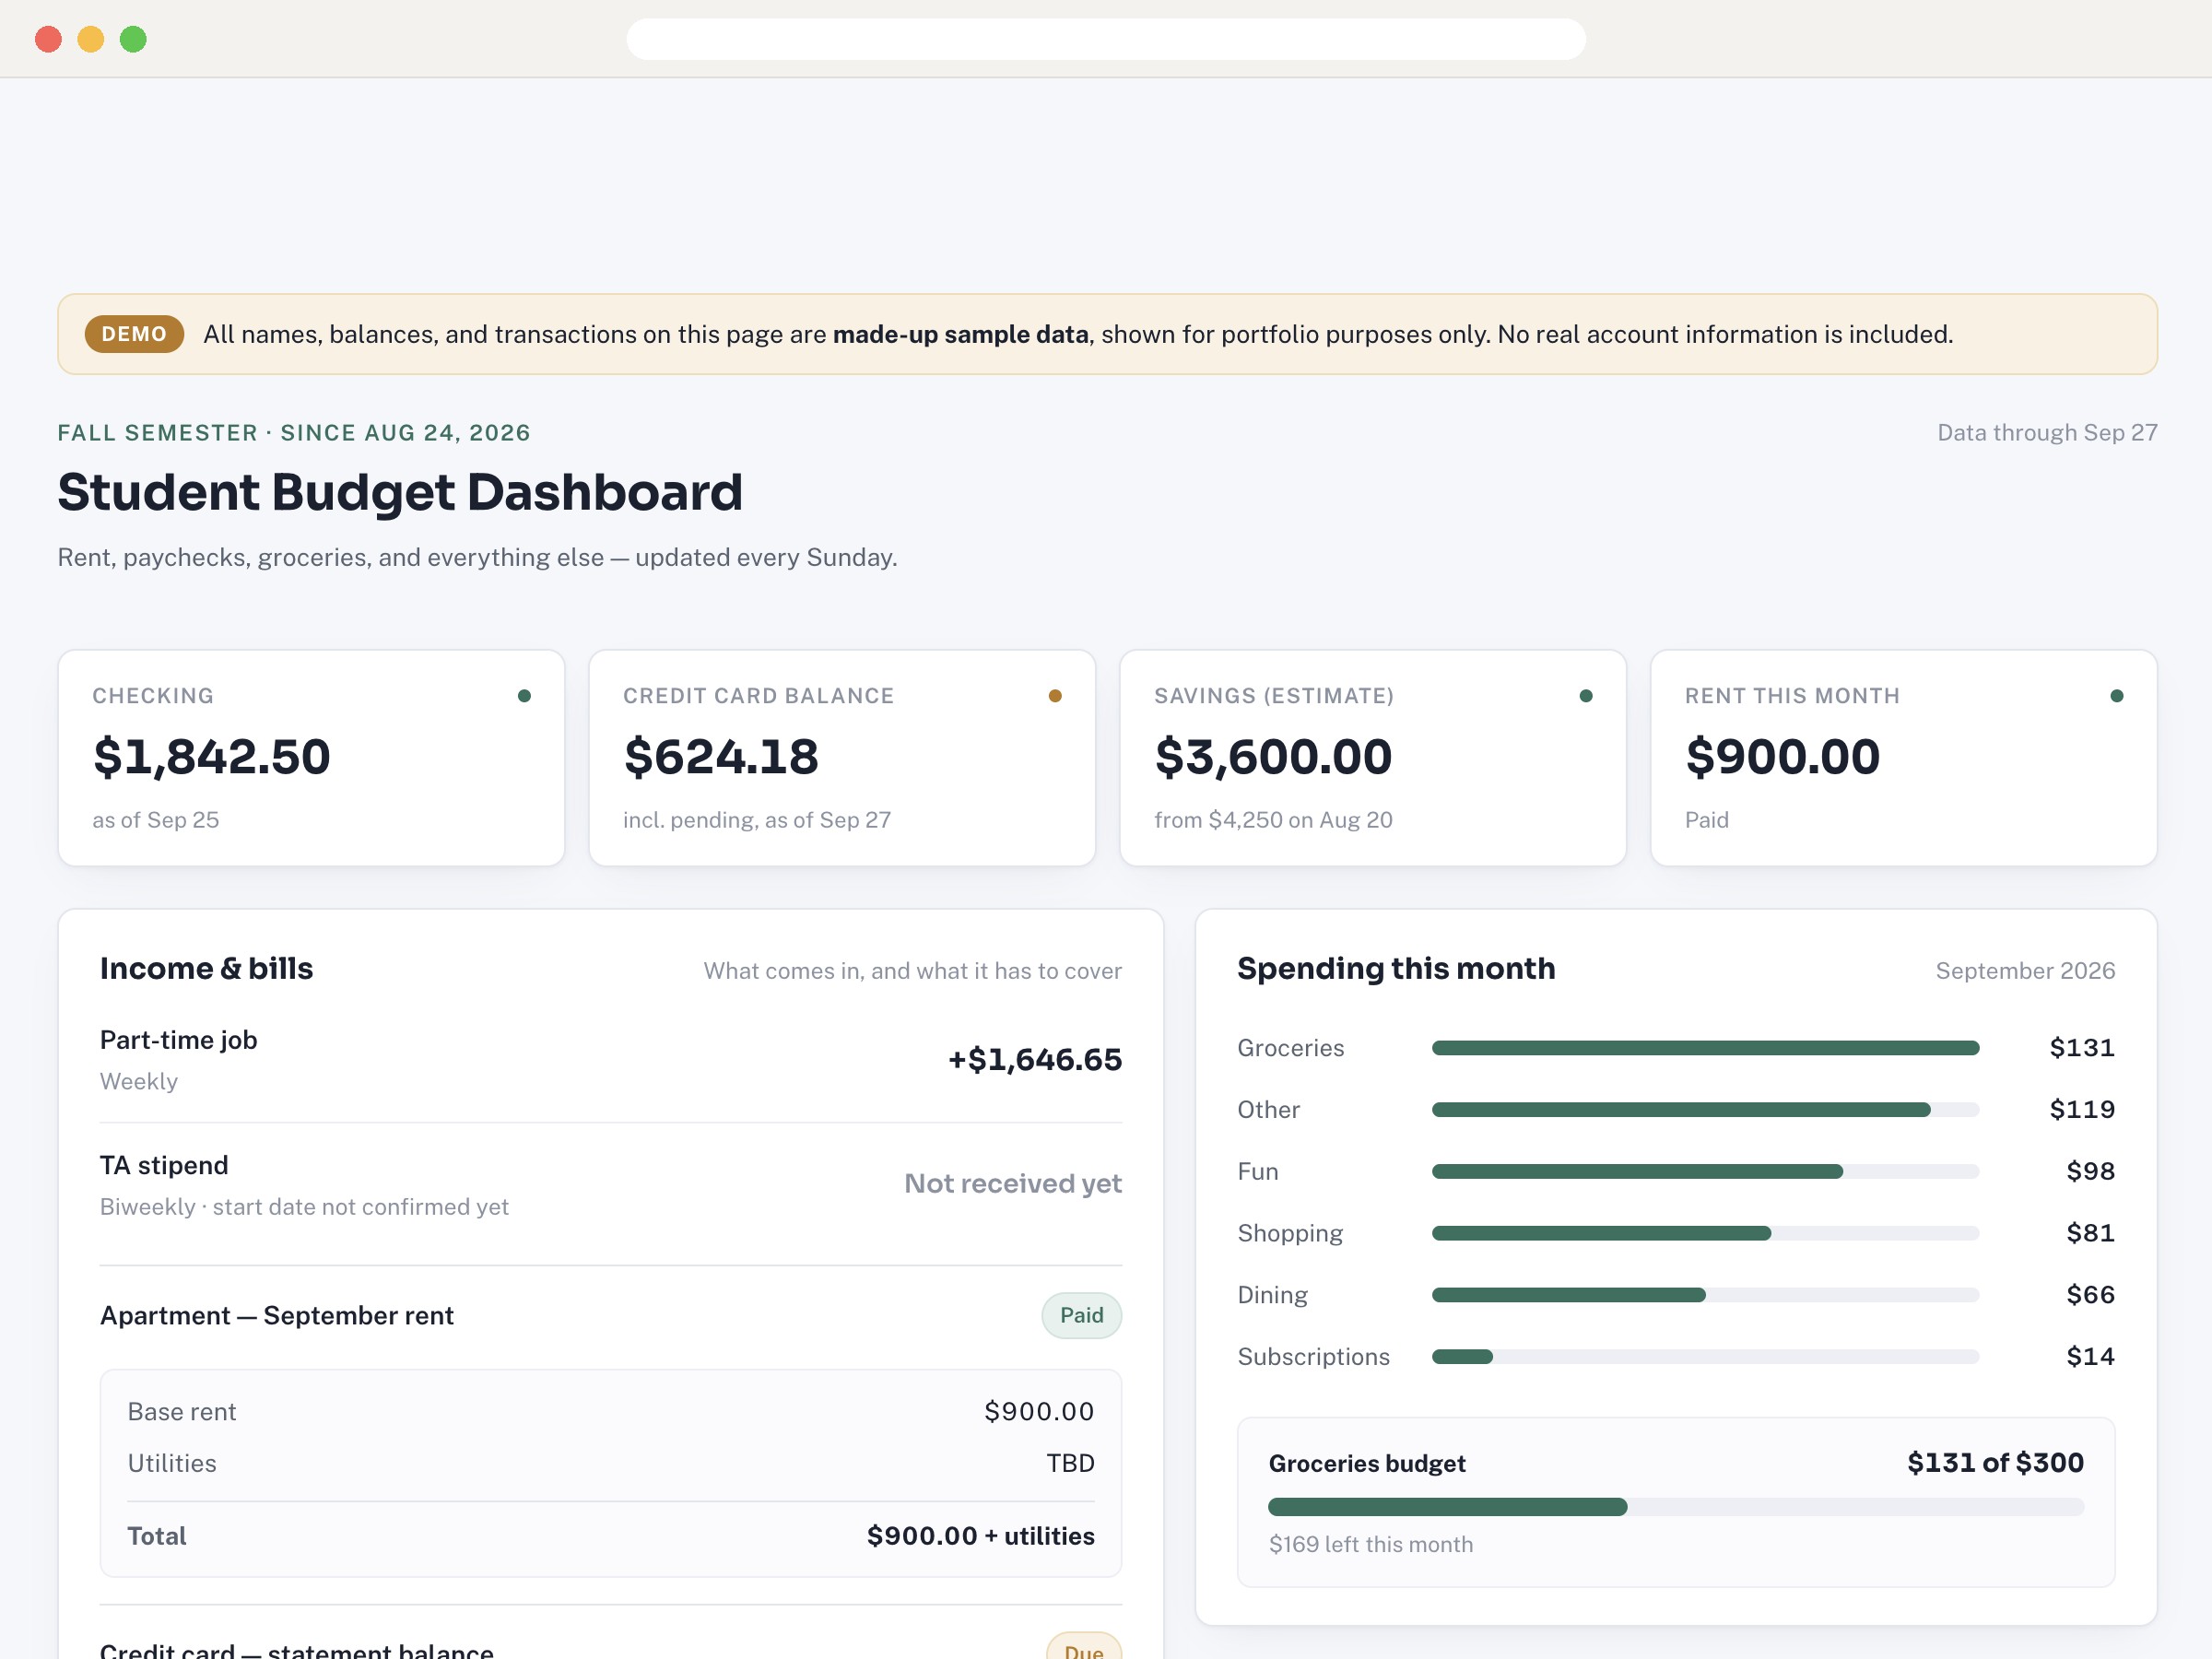 DEMO All names, balances, and transactions on this page are made-up sample data, shown for portfolio purposes only. No real account information is included.
FALL SEMESTER · SINCE AUG 24, 2026
Data through Sep 27
Student Budget Dashboard
Rent, paychecks, groceries, and everything else — updated every Sunday.
CHECKING
$1,842.50
as of Sep 25
CREDIT CARD BALANCE
$624.18
incl. pending, as of Sep 27
SAVINGS (ESTIMATE)
$3,600.00
from $4,250 on Aug 20
RENT THIS MONTH
$900.00
Paid
Income & bills
What comes in, and what it has to cover
Part-time job
Weekly
+$1,646.65
TA stipend
Biweekly · start date not confirmed yet
Not received yet
Apartment — September rent
Paid
Base rent $900.00
Utilities TBD
Total $900.00 + utilities
Credit card — statement balance
Due
Spending this month
September 2026
Groceries $131
Other $119
Fun $98
Shopping $81
Dining $66
Subscriptions $14
Groceries budget $131 of $300
$169 left this month